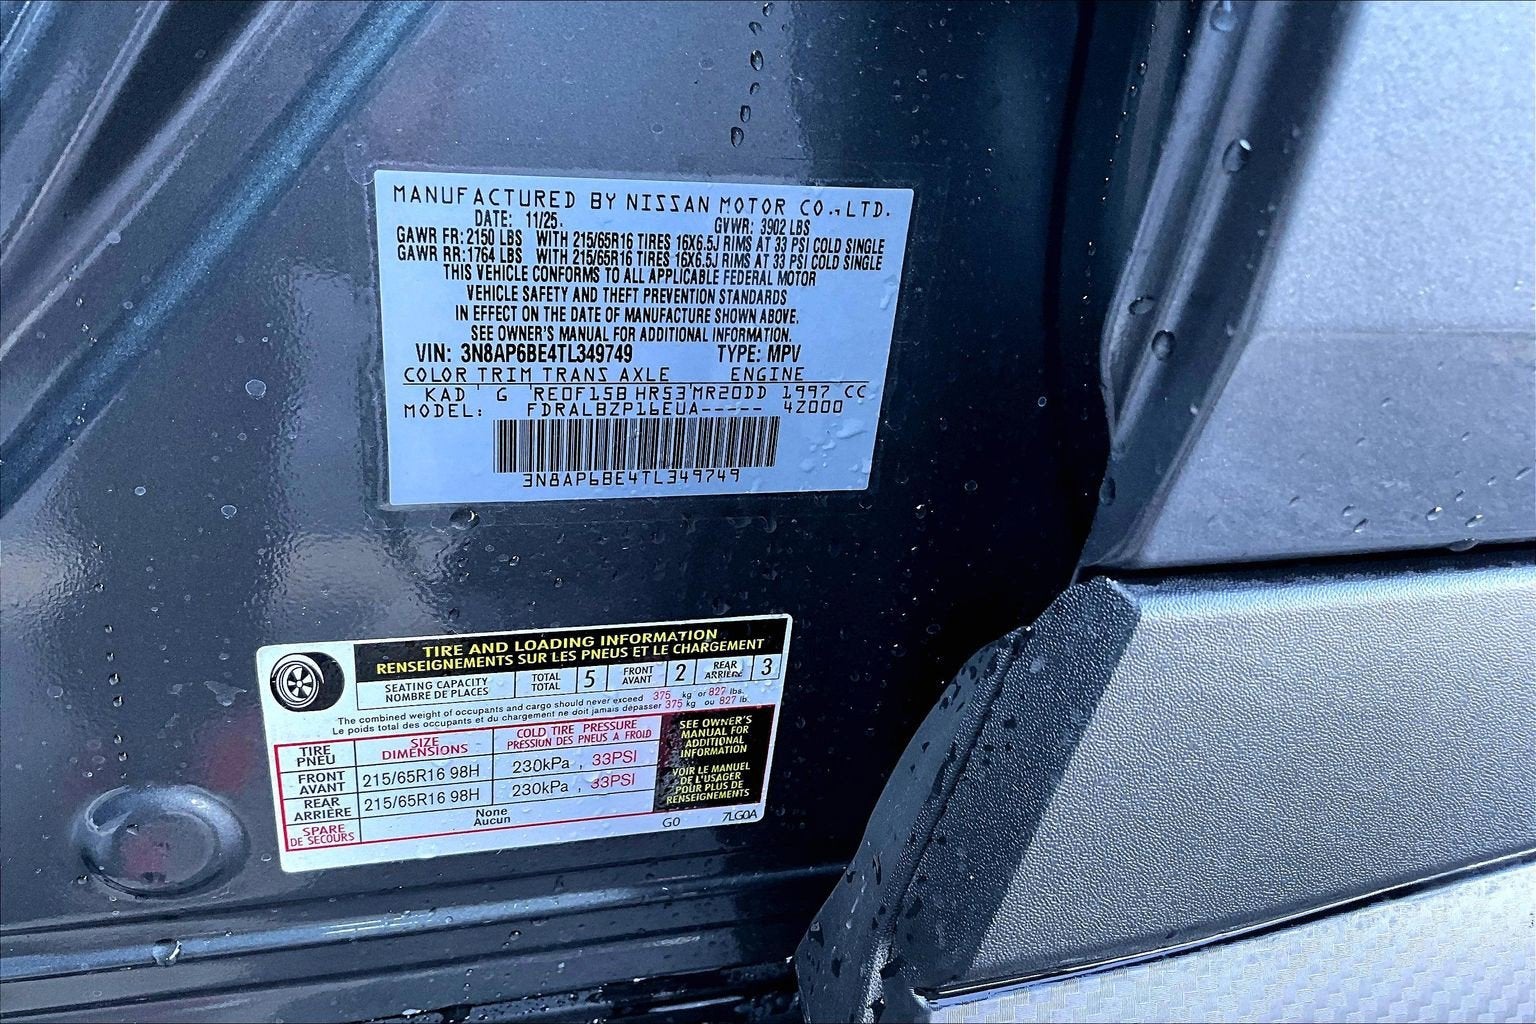 MANUFACTURED BY NISSAN MOTOR CO.,LTD.
DATE: 11/25. GVWR: 3902 LBS
GAWR FR: 2150 LBS WITH 215/65R16 TIRES 16X6.5J RIMS AT 33 PSI COLD SINGLE
GAWR RR: 1764 LBS WITH 215/65R16 TIRES 16X6.5J RIMS AT 33 PSI COLD SINGLE
THIS VEHICLE CONFORMS TO ALL APPLICABLE FEDERAL MOTOR
VEHICLE SAFETY AND THEFT PREVENTION STANDARDS
IN EFFECT ON THE DATE OF MANUFACTURE SHOWN ABOVE.
SEE OWNER'S MANUAL FOR ADDITIONAL INFORMATION.
VIN: 3N8AP6BE4TL349749 TYPE: MPV
COLOR TRIM TRANS AXLE ENGINE
KAD G RE0F15B HR53 MR20DD 1997 CC
MODEL: FDRALBZP16EUA----- 4Z000
3N8AP6BE4TL349749
TIRE AND LOADING INFORMATION
RENSEIGNEMENTS SUR LES PNEUS ET LE CHARGEMENT
SEATING CAPACITY TOTAL 5 FRONT 2 REAR 3
NOMBRE DE PLACES TOTAL AVANT ARRIÈRE
The combined weight of occupants and cargo should never exceed 375 kg or 827 lbs.
Le poids total des occupants et du chargement ne doit jamais dépasser 375 kg ou 827 lb.
TIRE SIZE COLD TIRE PRESSURE
PNEU DIMENSIONS PRESSION DES PNEUS A FROID
FRONT AVANT 215/65R16 98H 230kPa , 33PSI
REAR ARRIÈRE 215/65R16 98H 230kPa , 33PSI
SPARE None
DE SECOURS Aucun
SEE OWNER'S
MANUAL FOR
ADDITIONAL
INFORMATION
VOIR LE MANUEL
DE L'USAGER
POUR PLUS DE
RENSEIGNEMENTS
G0 7LG0A